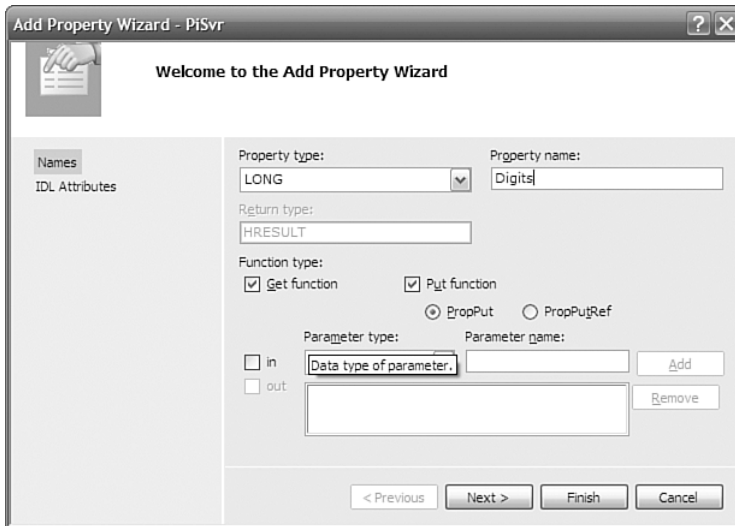 Add Property Wizard - PiSvr
Welcome to the Add Property Wizard
Names
IDL Attributes
Property type:
Property name:
LONG
Digits
Return type:
HRESULT
Function type:
Get function
Put function
PropPut
PropPutRef
Parameter type:
Parameter name:
in
Data type of parameter.
Add
out
Remove
< Previous
Next >
Finish
Cancel